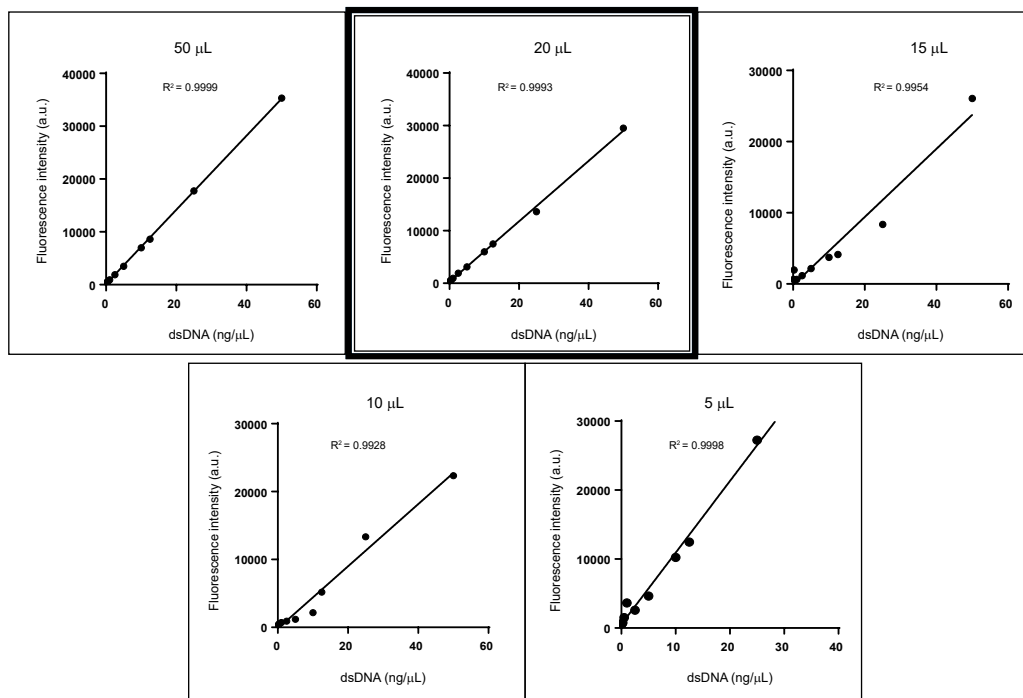 50 μL
R² = 0.9999
Fluorescence intensity (a.u.)
40000
30000
20000
10000
0
0 20 40 60
dsDNA (ng/μL)
20 μL
R² = 0.9993
Fluorescence intensity (a.u.)
40000
30000
20000
10000
0
0 20 40 60
dsDNA (ng/μL)
15 μL
R² = 0.9954
Fluorescence intensity (a.u.)
30000
20000
10000
0
0 20 40 60
dsDNA (ng/μL)
10 μL
R² = 0.9928
Fluorescence intensity (a.u.)
30000
20000
10000
0
0 20 40 60
dsDNA (ng/μL)
5 μL
R² = 0.9998
Fluorescence intensity (a.u.)
30000
20000
10000
0
0 10 20 30 40
dsDNA (ng/μL)